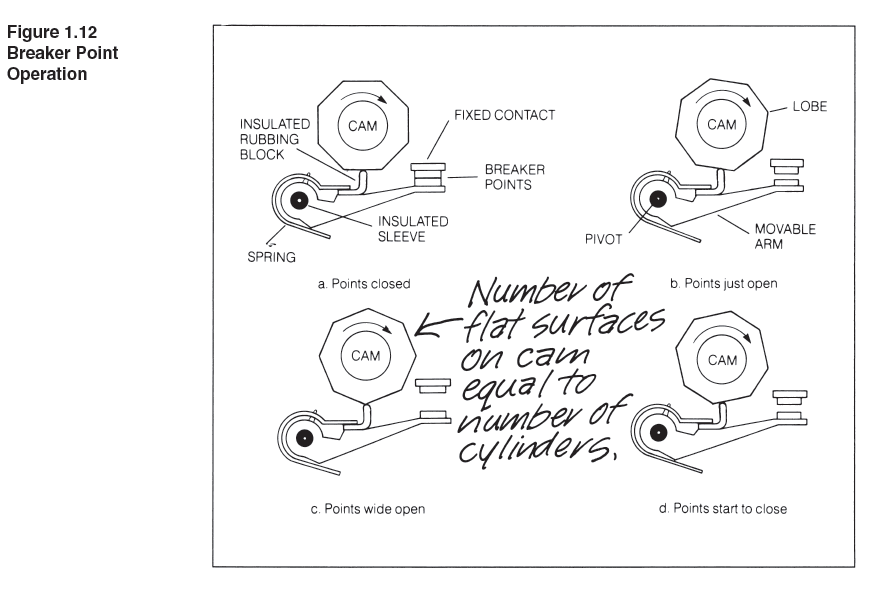 Figure 1.12
Breaker Point
Operation
INSULATED
RUBBING
BLOCK
CAM
FIXED CONTACT
BREAKER
POINTS
INSULATED
SLEEVE
SPRING
a. Points closed
CAM
LOBE
PIVOT
MOVABLE
ARM
b. Points just open
CAM
c. Points wide open
Number of
flat surfaces
on cam
equal to
number of
cylinders.
CAM
d. Points start to close